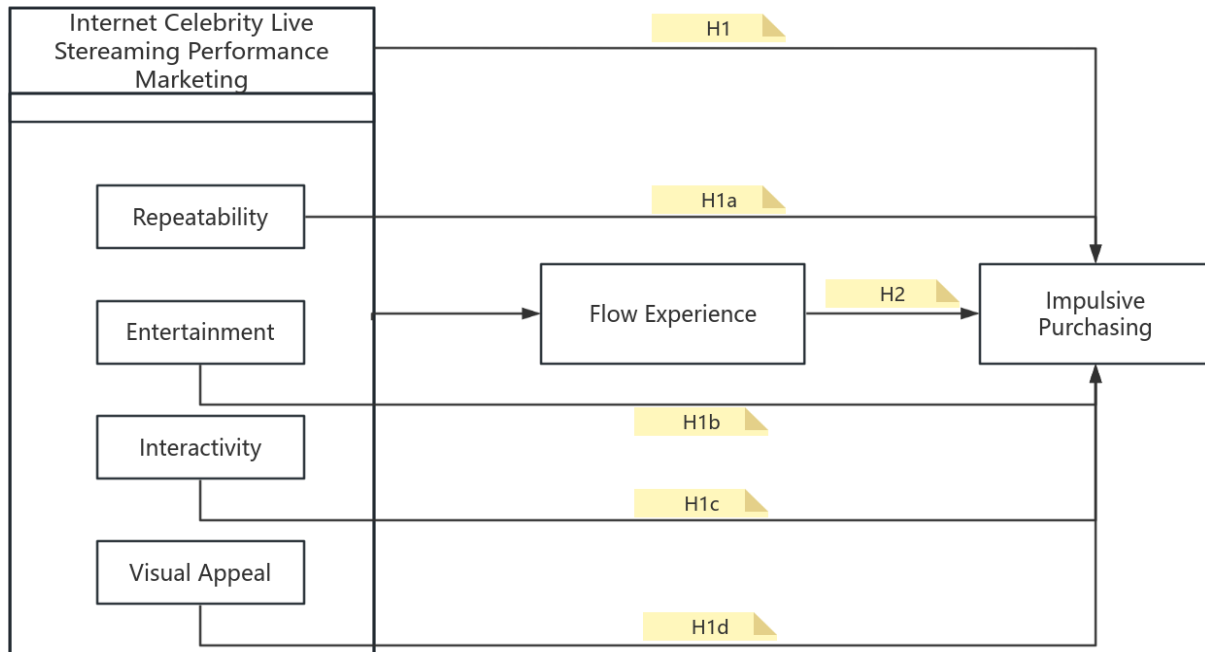 Internet Celebrity Live
Stereaming Performance
Marketing
H1
Repeatability
H1a
Entertainment
Flow Experience
H2
Impulsive
Purchasing
H1b
Interactivity
H1c
Visual Appeal
H1d